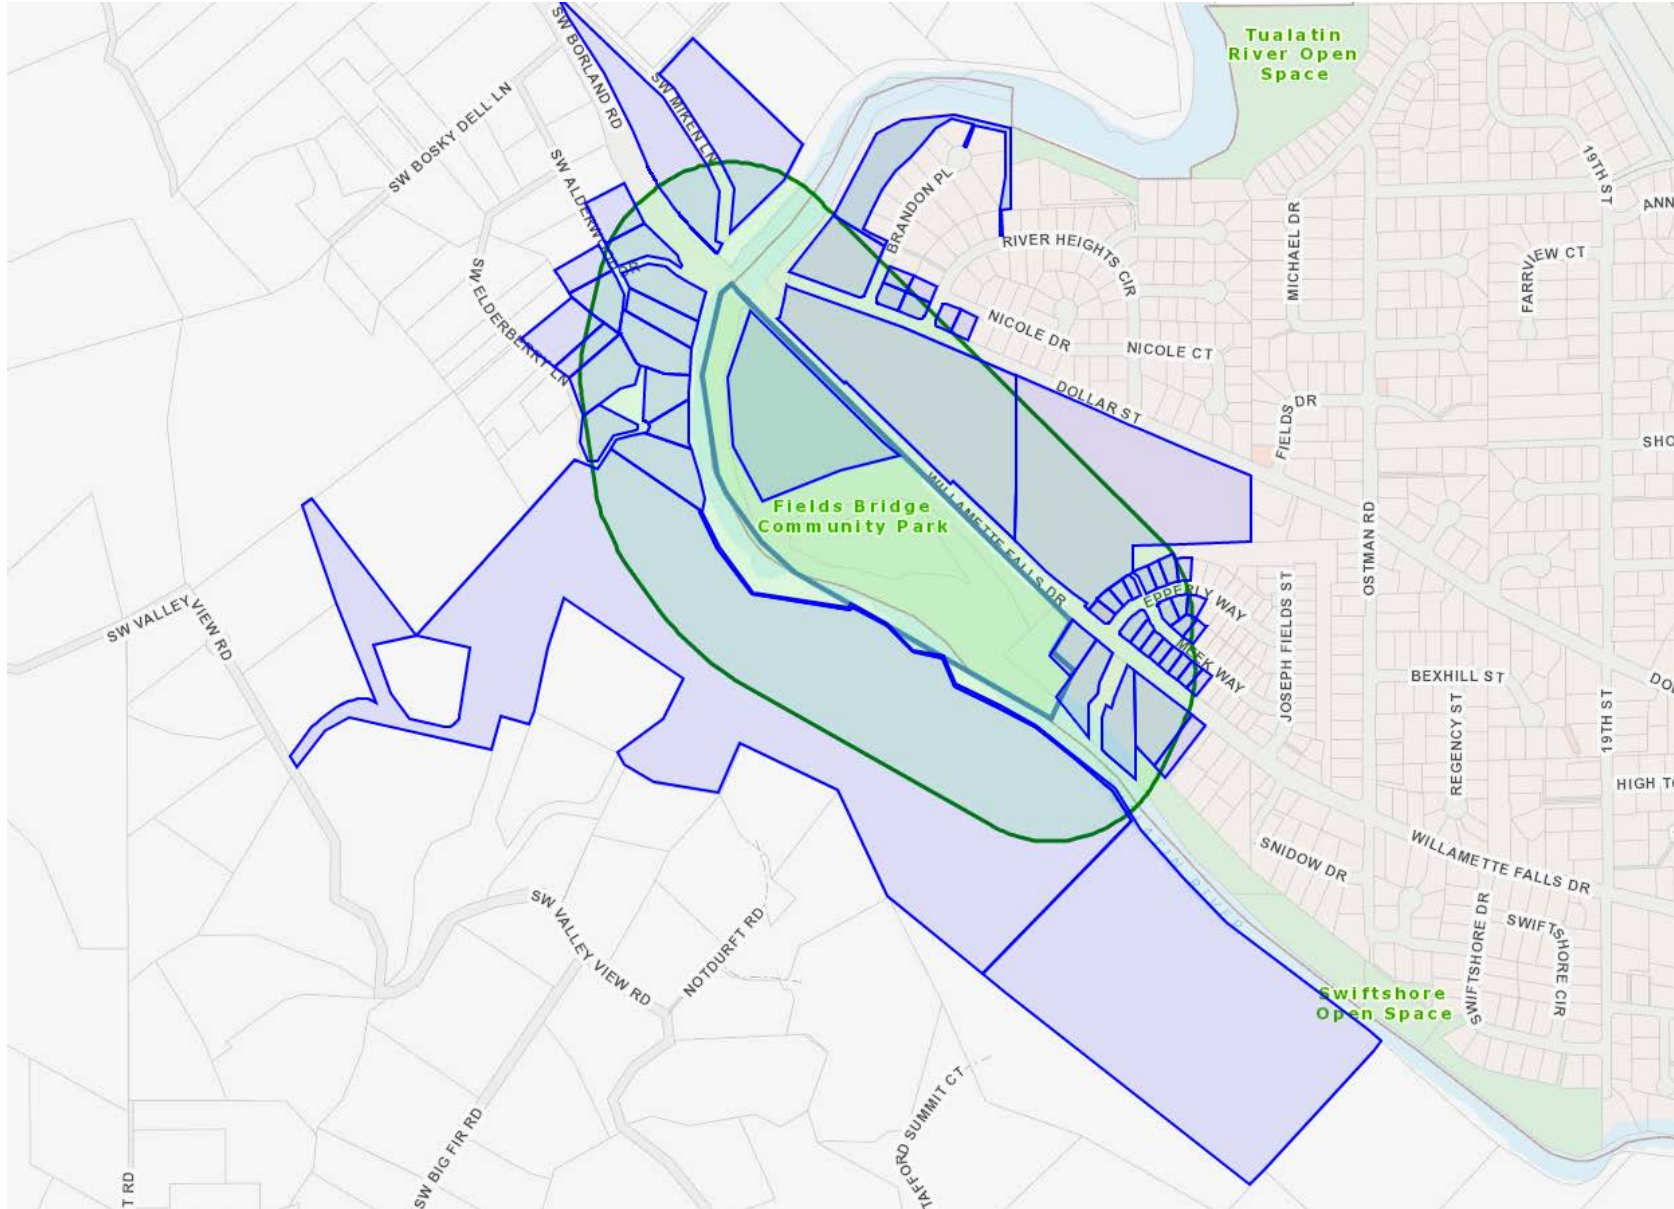 Tualatin
River Open
Space
SW BORLAND RD
SW MIKEN LN
SW BOSKY DELL LN
19TH ST
ANN
BRANDON PL
MICHAEL DR
RIVER HEIGHTS CIR
FARRVIEW CT
SW ELDERBERRY LN
NICOLE DR
NICOLE CT
DOLLAR ST
FIELDS DR
SHO
Fields Bridge
Community Park
WILLAMETTE FALLS DR
OSTMAN RD
EPPERLY WAY
JOSEPH FIELDS ST
SW VALLEY VIEW RD
MEEK WAY
BEXHILL ST
REGENCY ST
19TH ST
HIGH T
SNIDOW DR
WILLAMETTE FALLS DR
SW VALLEY VIEW RD
NOTDURFT RD
SWIFTSHORE DR
SWIFTSHORE CIR
Swiftshore
Open Space
TAFFORD SUMMIT CT
SW BIG FIR RD
T RD